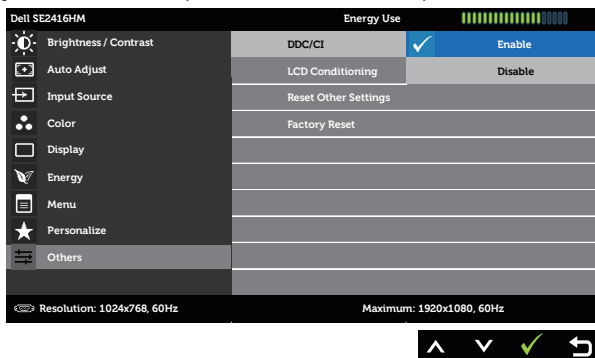 Dell SE2416HM Energy Use
Brightness / Contrast DDC/CI Enable
Auto Adjust LCD Conditioning Disable
Input Source Reset Other Settings
Color Factory Reset
Display
Energy
Menu
Personalize
Others
Resolution: 1024x768, 60Hz Maximum: 1920x1080, 60Hz